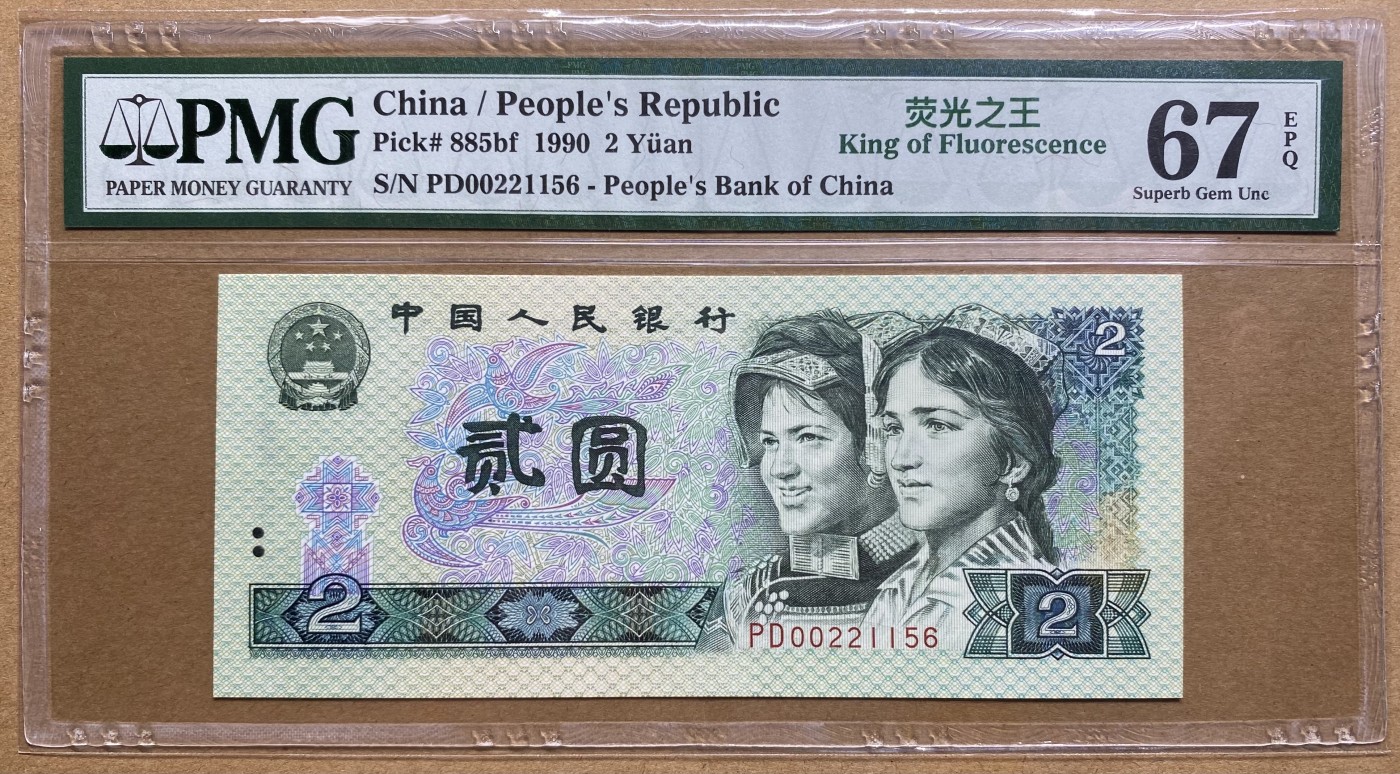 PMG
PAPER MONEY GUARANTY
China / People's Republic
Pick# 885bf 1990 2 Yüan
S/N PD00221156 - People's Bank of China
荧光之王
King of Fluorescence
67
EPQ
Superb Gem Unc
中国人民银行
2
贰圆
2
PD00221156
2